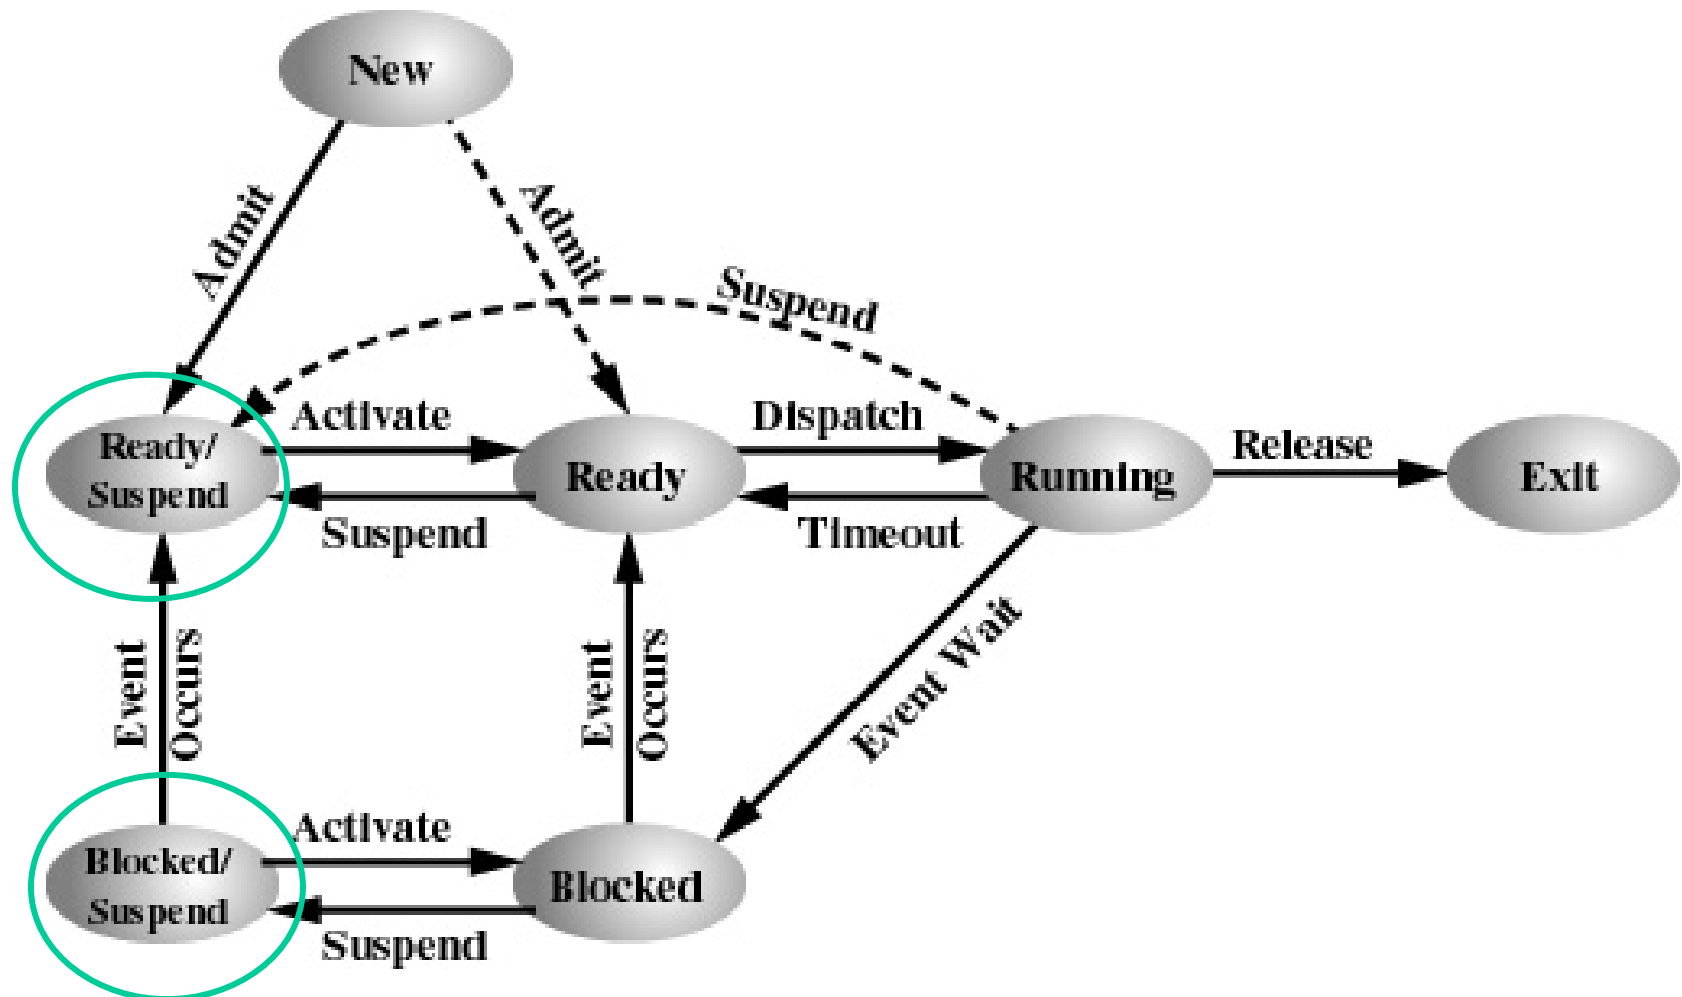 New
Admit
Admit
Suspend
Ready/
Suspend
Activate
Ready
Dispatch
Running
Release
Exit
Suspend
Timeout
Event
Occurs
Event
Occurs
Event Wait
Blocked/
Suspend
Activate
Blocked
Suspend